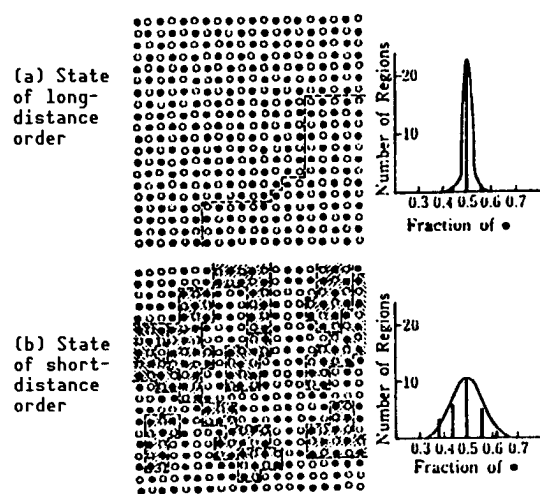 (a) State
of long-
distance
order
Number of Regions
20
10
0.3 0.4 0.5 0.6 0.7
Fraction of ●
(b) State
of short-
distance
order
Number of Regions
20
10
0.3 0.4 0.5 0.6 0.7
Fraction of ●